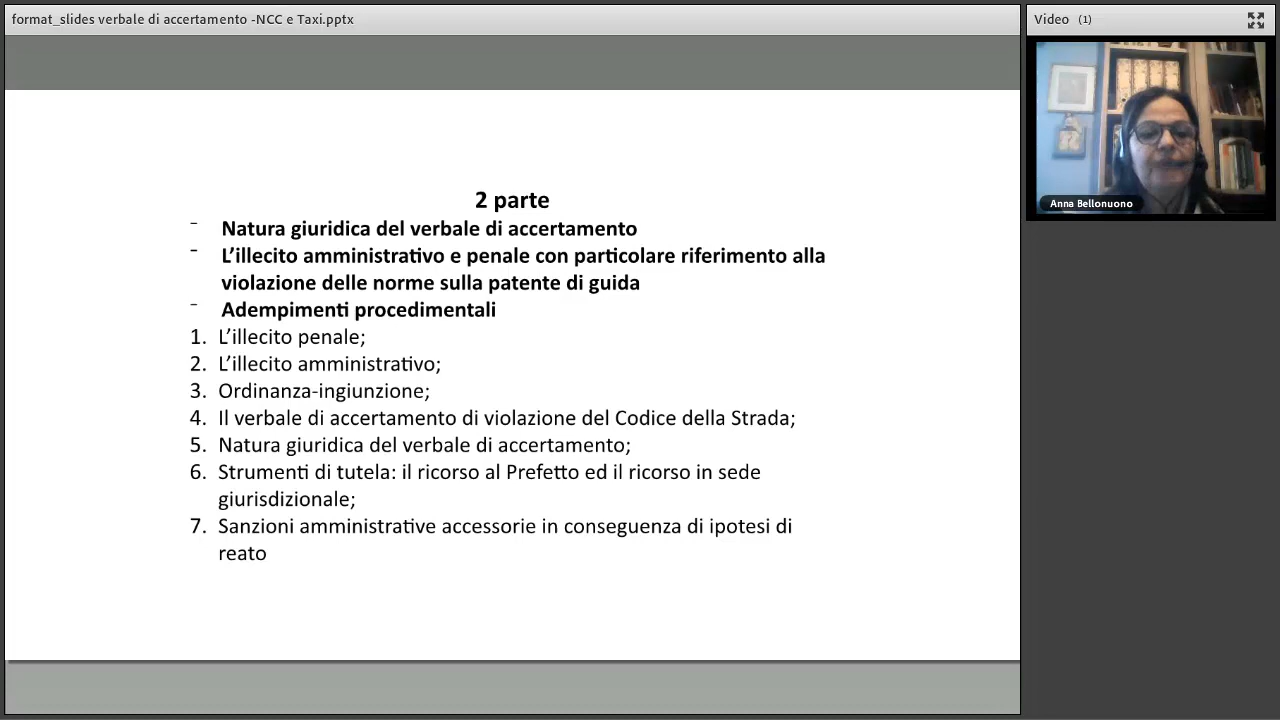 format_slides verbale di accertamento -NCC e Taxi.pptx
Video (1)
Anna Bellonuono
2 parte
- Natura giuridica del verbale di accertamento
- L’illecito amministrativo e penale con particolare riferimento alla
violazione delle norme sulla patente di guida
- Adempimenti procedimentali
1. L’illecito penale;
2. L’illecito amministrativo;
3. Ordinanza-ingiunzione;
4. Il verbale di accertamento di violazione del Codice della Strada;
5. Natura giuridica del verbale di accertamento;
6. Strumenti di tutela: il ricorso al Prefetto ed il ricorso in sede
giurisdizionale;
7. Sanzioni amministrative accessorie in conseguenza di ipotesi di
reato